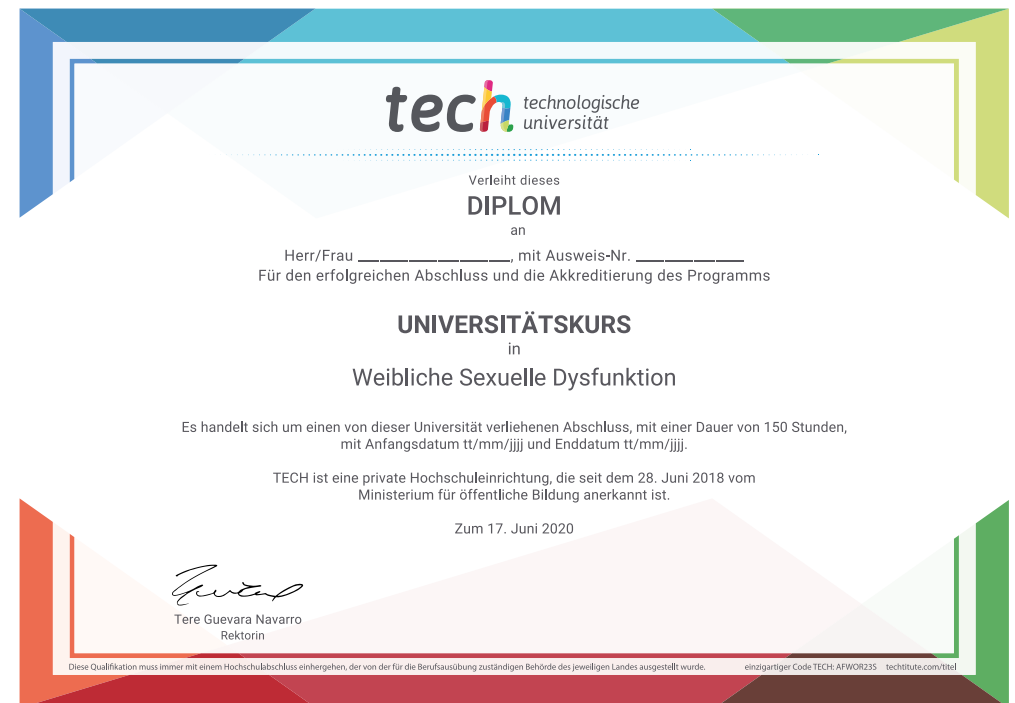 tech technologische
universität
Verleiht dieses
DIPLOM
an
Herr/Frau ____________________, mit Ausweis-Nr. ______________
Für den erfolgreichen Abschluss und die Akkreditierung des Programms
UNIVERSITÄTSKURS
in
Weibliche Sexuelle Dysfunktion
Es handelt sich um einen von dieser Universität verliehenen Abschluss, mit einer Dauer von 150 Stunden,
mit Anfangsdatum tt/mm/jjjj und Enddatum tt/mm/jjjj.
TECH ist eine private Hochschuleinrichtung, die seit dem 28. Juni 2018 vom
Ministerium für öffentliche Bildung anerkannt ist.
Zum 17. Juni 2020
Tere Guevara Navarro
Rektorin
Diese Qualifikation muss immer mit einem Hochschulabschluss einhergehen, der von der für die Berufsausübung zuständigen Behörde des jeweiligen Landes ausgestellt wurde. einzigartiger Code TECH: AFWOR23S techtitute.com/titel